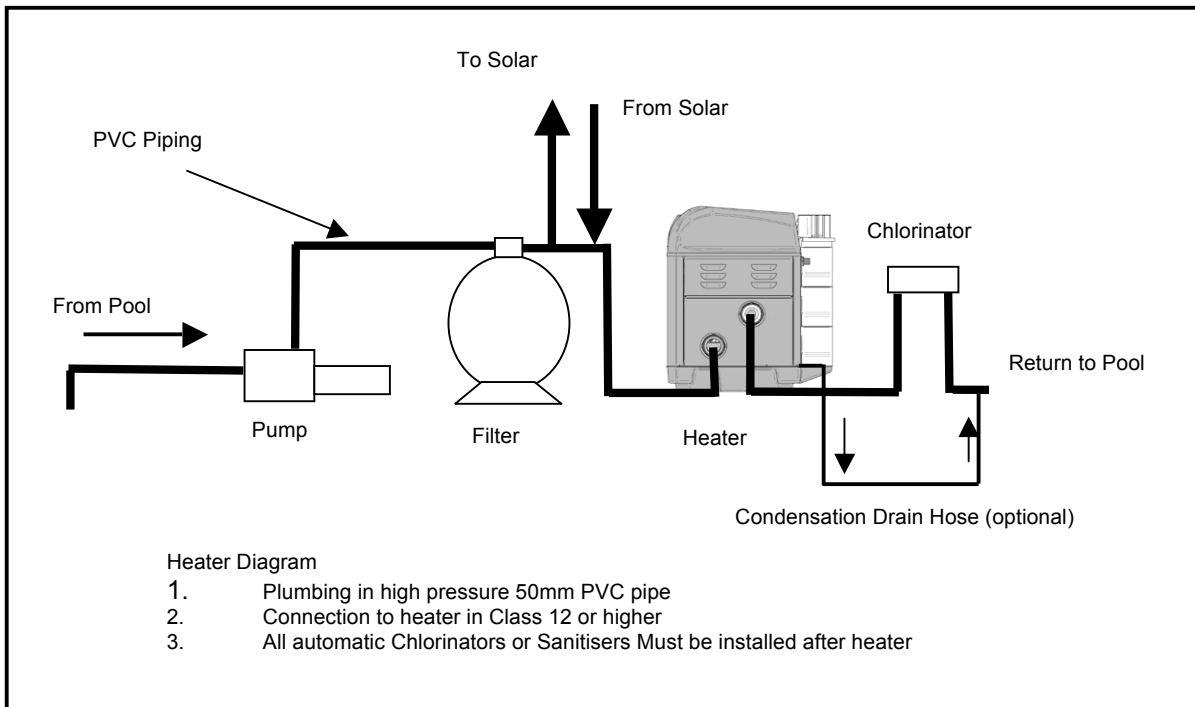 To Solar
From Solar
PVC Piping
Chlorinator
From Pool
Return to Pool
Pump
Filter
Heater
Condensation Drain Hose (optional)
Heater Diagram
1. Plumbing in high pressure 50mm PVC pipe
2. Connection to heater in Class 12 or higher
3. All automatic Chlorinators or Sanitisers Must be installed after heater